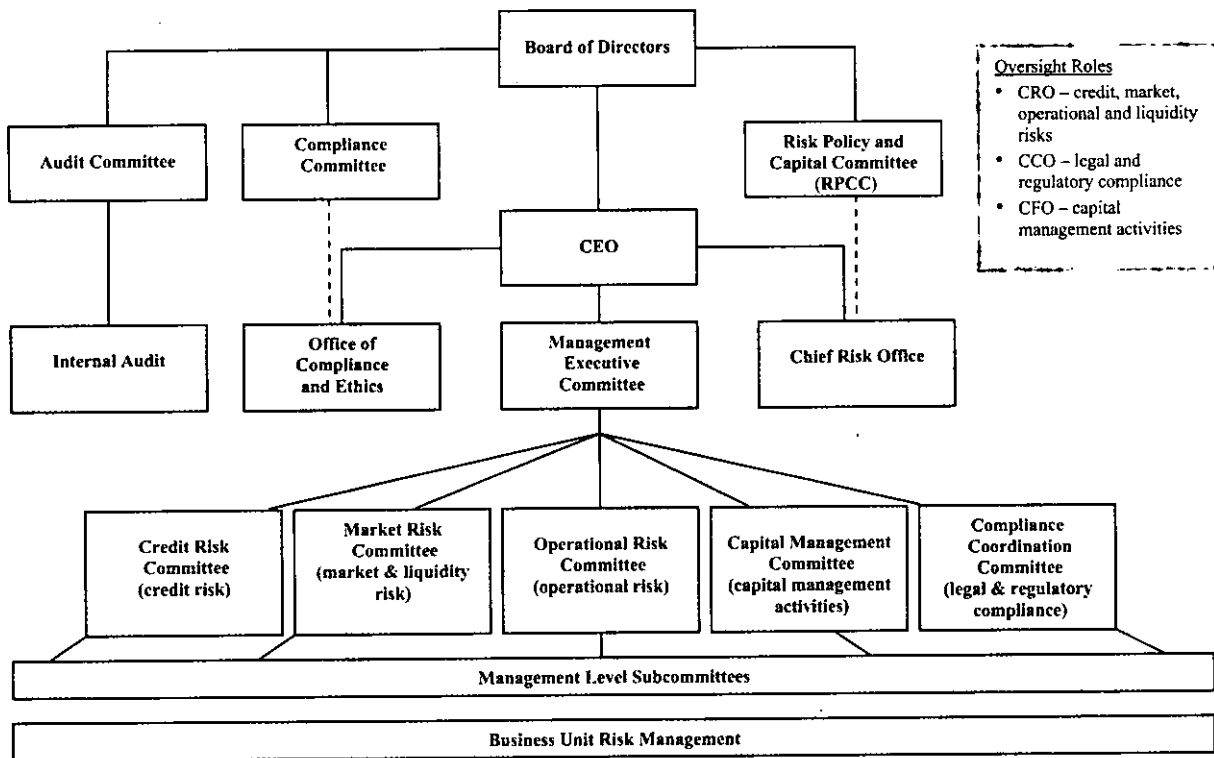 Board of Directors
Oversight Roles
• CRO – credit, market,
operational and liquidity
risks
• CCO – legal and
regulatory compliance
• CFO – capital
management activities
Audit Committee
Compliance
Committee
Risk Policy and
Capital Committee
(RPCC)
CEO
Internal Audit
Office of
Compliance
and Ethics
Management
Executive
Committee
Chief Risk Office
Credit Risk
Committee
(credit risk)
Market Risk
Committee
(market & liquidity
risk)
Operational Risk
Committee
(operational risk)
Capital Management
Committee
(capital management
activities)
Compliance
Coordination
Committee
(legal & regulatory
compliance)
Management Level Subcommittees
Business Unit Risk Management